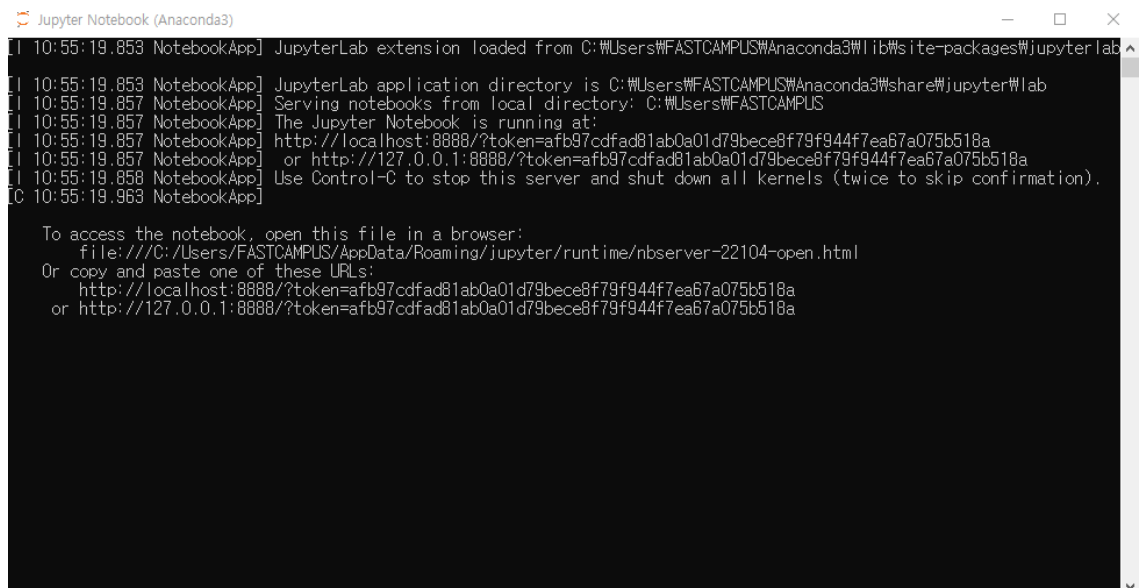 Jupyter Notebook (Anaconda3)
[I 10:55:19.853 NotebookApp] JupyterLab extension loaded from C:₩Users₩FASTCAMPUS₩Anaconda3₩lib₩site-packages₩jupyterlab
[I 10:55:19.853 NotebookApp] JupyterLab application directory is C:₩Users₩FASTCAMPUS₩Anaconda3₩share₩jupyter₩lab
[I 10:55:19.857 NotebookApp] Serving notebooks from local directory: C:₩Users₩FASTCAMPUS
[I 10:55:19.857 NotebookApp] The Jupyter Notebook is running at:
[I 10:55:19.857 NotebookApp] http://localhost:8888/?token=afb97cdfad81ab0a01d79bece8f79f944f7ea67a075b518a
[I 10:55:19.857 NotebookApp]  or http://127.0.0.1:8888/?token=afb97cdfad81ab0a01d79bece8f79f944f7ea67a075b518a
[I 10:55:19.858 NotebookApp] Use Control-C to stop this server and shut down all kernels (twice to skip confirmation).
[C 10:55:19.963 NotebookApp]
To access the notebook, open this file in a browser:
file:///C:/Users/FASTCAMPUS/AppData/Roaming/jupyter/runtime/nbserver-22104-open.html
Or copy and paste one of these URLs:
http://localhost:8888/?token=afb97cdfad81ab0a01d79bece8f79f944f7ea67a075b518a
or http://127.0.0.1:8888/?token=afb97cdfad81ab0a01d79bece8f79f944f7ea67a075b518a